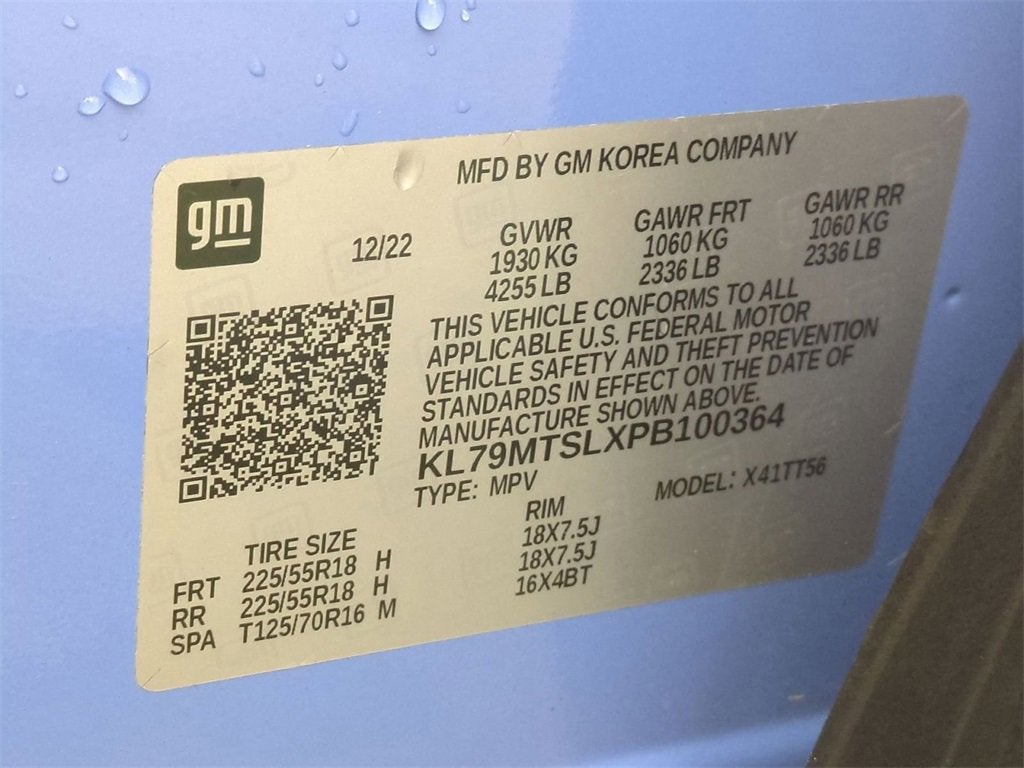 gm
MFD BY GM KOREA COMPANY
12/22
GVWR GAWR FRT GAWR RR
1930 KG 1060 KG 1060 KG
4255 LB 2336 LB 2336 LB
THIS VEHICLE CONFORMS TO ALL
APPLICABLE U.S. FEDERAL MOTOR
VEHICLE SAFETY AND THEFT PREVENTION
STANDARDS IN EFFECT ON THE DATE OF
MANUFACTURE SHOWN ABOVE.
KL79MTSLXPB100364
TYPE: MPV MODEL: X41TT56
TIRE SIZE RIM
FRT 225/55R18 H 18X7.5J
RR 225/55R18 H 18X7.5J
SPA T125/70R16 M 16X4BT